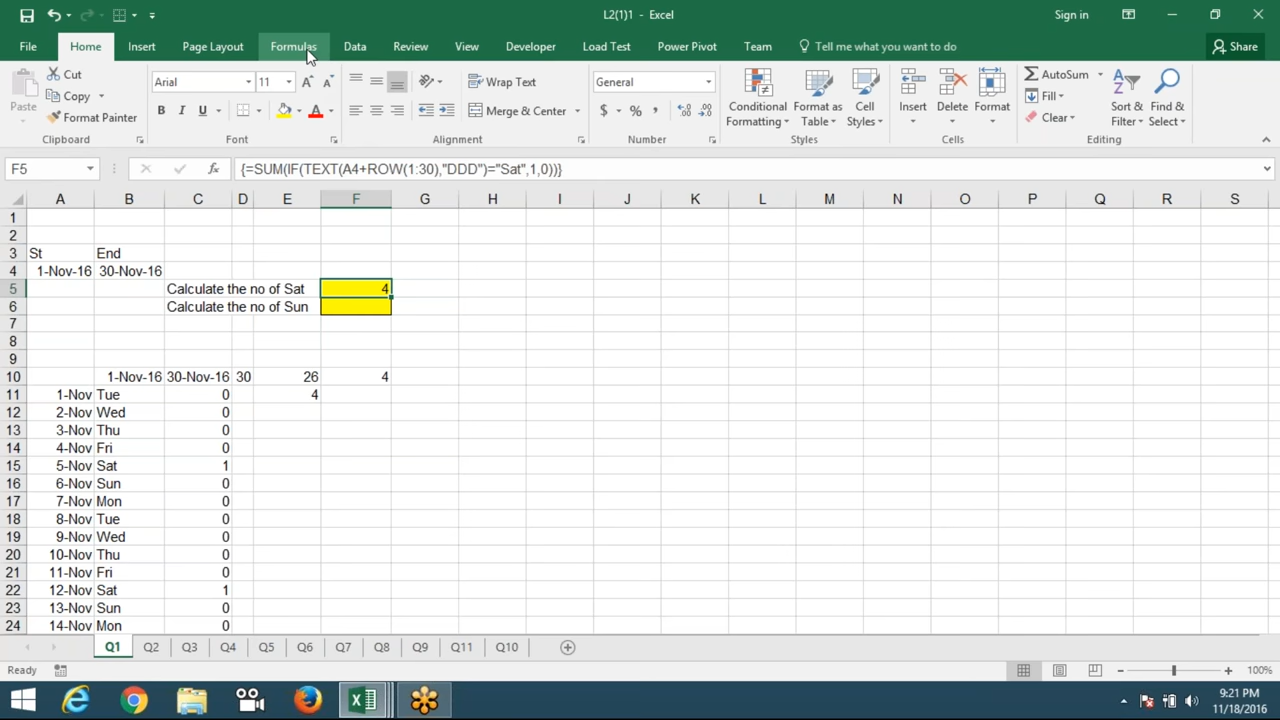 L2(1)1 - Excel
Sign in
File Home Insert Page Layout Formulas Data Review View Developer Load Test Power Pivot Team Tell me what you want to do Share
Paste Cut Copy Format Painter Clipboard
Arial 11 B I U A Font
Wrap Text Merge & Center Alignment
General $ % , Number
Conditional Formatting Format as Table Cell Styles Styles
Insert Delete Format Cells
AutoSum Fill Clear Sort & Filter Find & Select Editing
F5 fx {=SUM(IF(TEXT(A4+ROW(1:30),"DDD")="Sat",1,0))}
A B C D E F G H I J K L M N O P Q R S
1
2
3 St End
4 1-Nov-16 30-Nov-16
5 Calculate the no of Sat 4
6 Calculate the no of Sun
7
8
9
10 1-Nov-16 30-Nov-16 30 26 4
11 1-Nov Tue 0 4
12 2-Nov Wed 0
13 3-Nov Thu 0
14 4-Nov Fri 0
15 5-Nov Sat 1
16 6-Nov Sun 0
17 7-Nov Mon 0
18 8-Nov Tue 0
19 9-Nov Wed 0
20 10-Nov Thu 0
21 11-Nov Fri 0
22 12-Nov Sat 1
23 13-Nov Sun 0
24 14-Nov Mon 0
Q1 Q2 Q3 Q4 Q5 Q6 Q7 Q8 Q9 Q11 Q10
Ready 100%
9:21 PM
11/18/2016